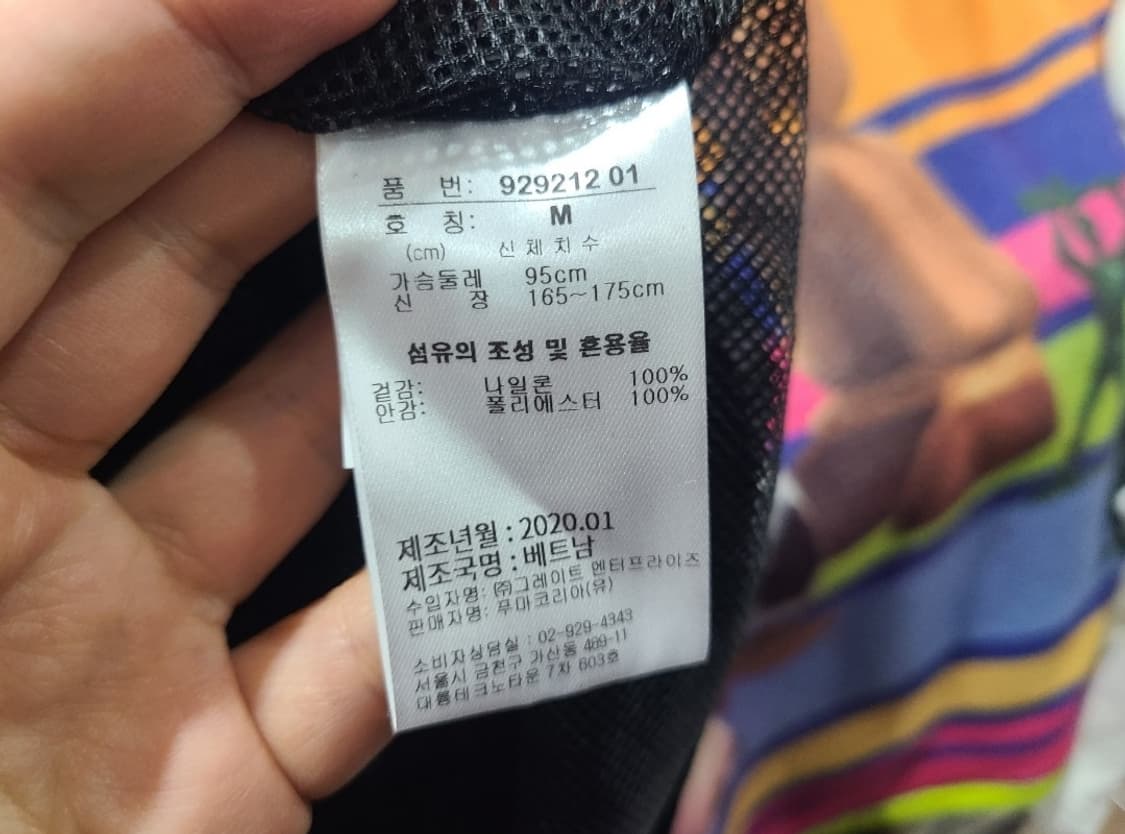 품 번: 929212 01
호 칭: M
(cm) 신 체 치 수
가슴둘레 95cm
신 장 165~175cm
섬유의 조성 및 혼용율
겉감: 나일론 100%
안감: 폴리에스터 100%
제조년월 : 2020.01
제조국명 : 베트남
수입자명: ㈜그레이트 엔터프라이즈
판매자명: 푸마코리아(유)
소비자상담실 : 02-929-4343
서울시 금천구 가산동 469-11
대륭테크노타운 7차 603호